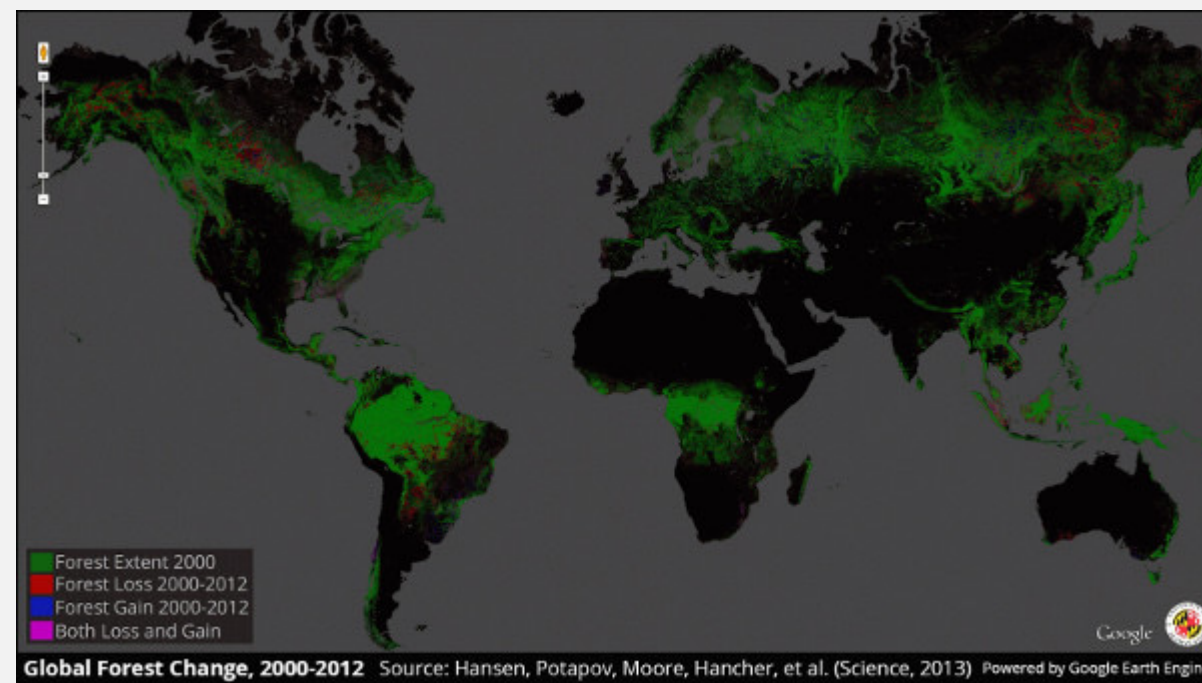 Forest Extent 2000
Forest Loss 2000-2012
Forest Gain 2000-2012
Both Loss and Gain
Google
Global Forest Change, 2000-2012 Source: Hansen, Potapov, Moore, Hancher, et al. (Science, 2013) Powered by Google Earth Engin